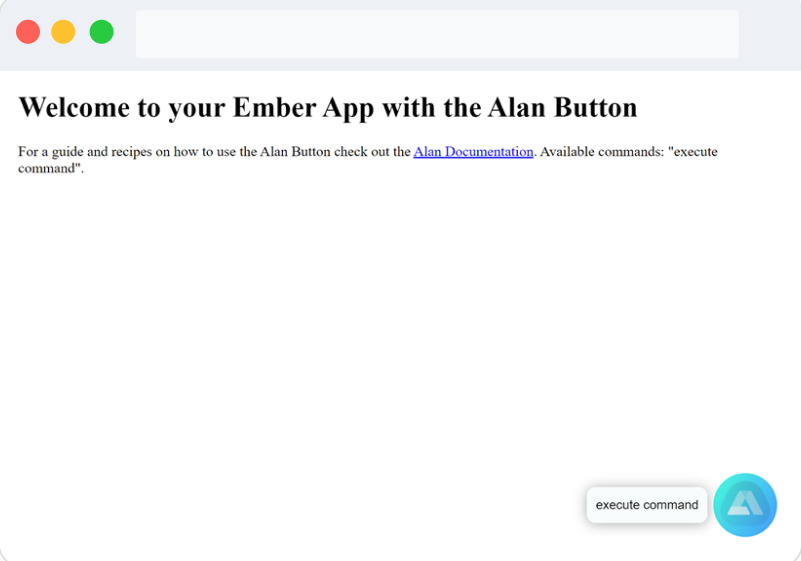 Welcome to your Ember App with the Alan Button
For a guide and recipes on how to use the Alan Button check out the Alan Documentation. Available commands: "execute
command".
execute command